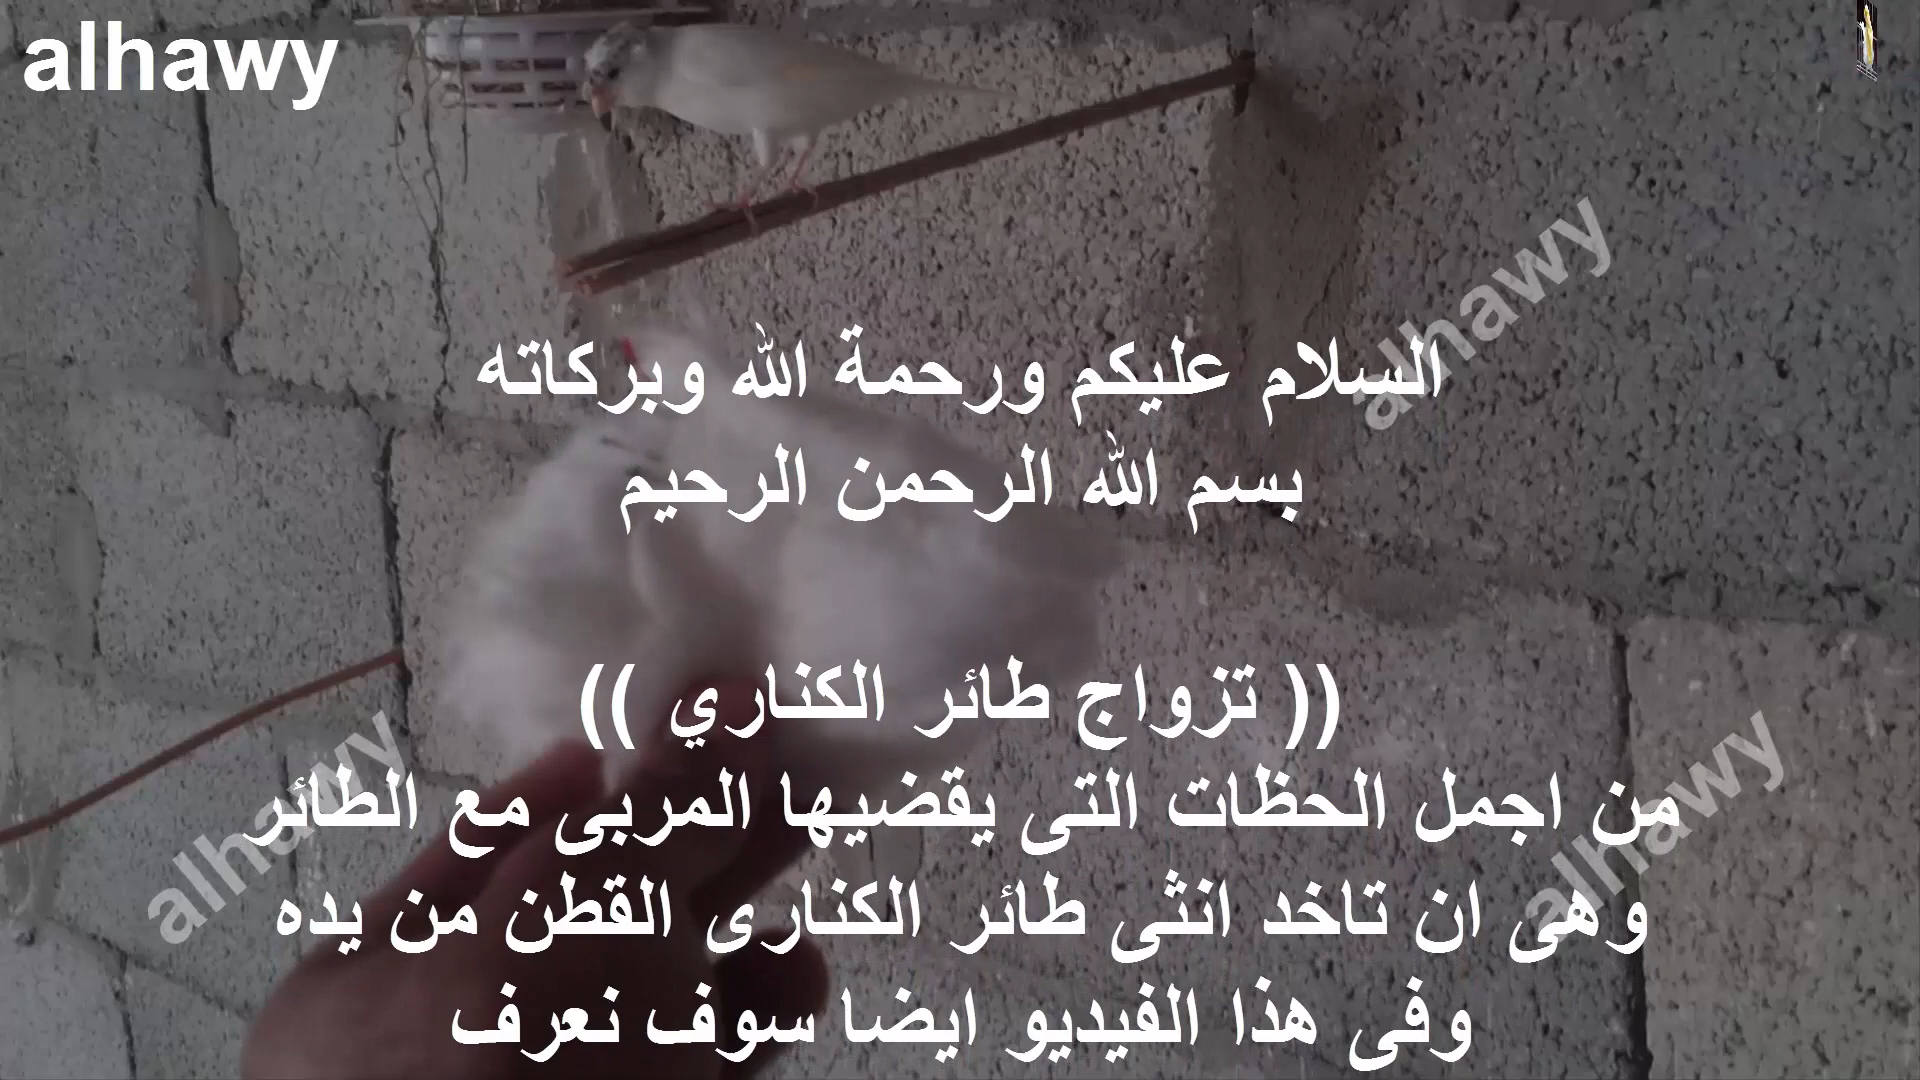 alhawy
السلام عليكم ورحمة الله وبركاته
بسم الله الرحمن الرحيم
(( تزواج طائر الكناري ))
من اجمل الحظات التى يقضيها المربى مع الطائر
وهى ان تاخد انثى طائر الكنارى القطن من يده
وفى هذا الفيديو ايضا سوف نعرف
alhawy
alhawy
alhawy